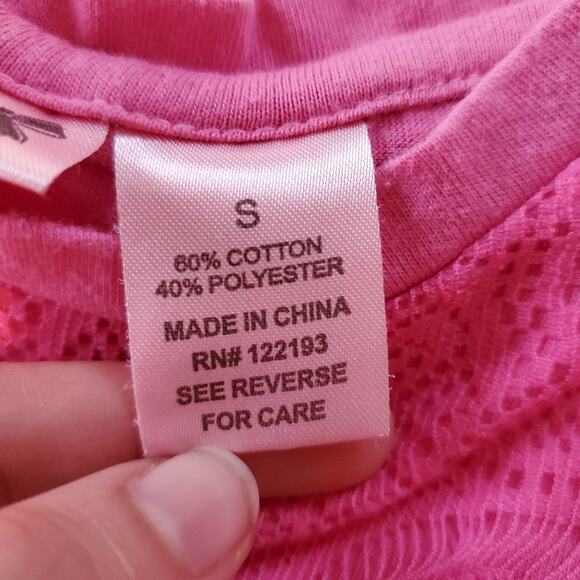 S
60% COTTON
40% POLYESTER
MADE IN CHINA
RN# 122193
SEE REVERSE
FOR CARE